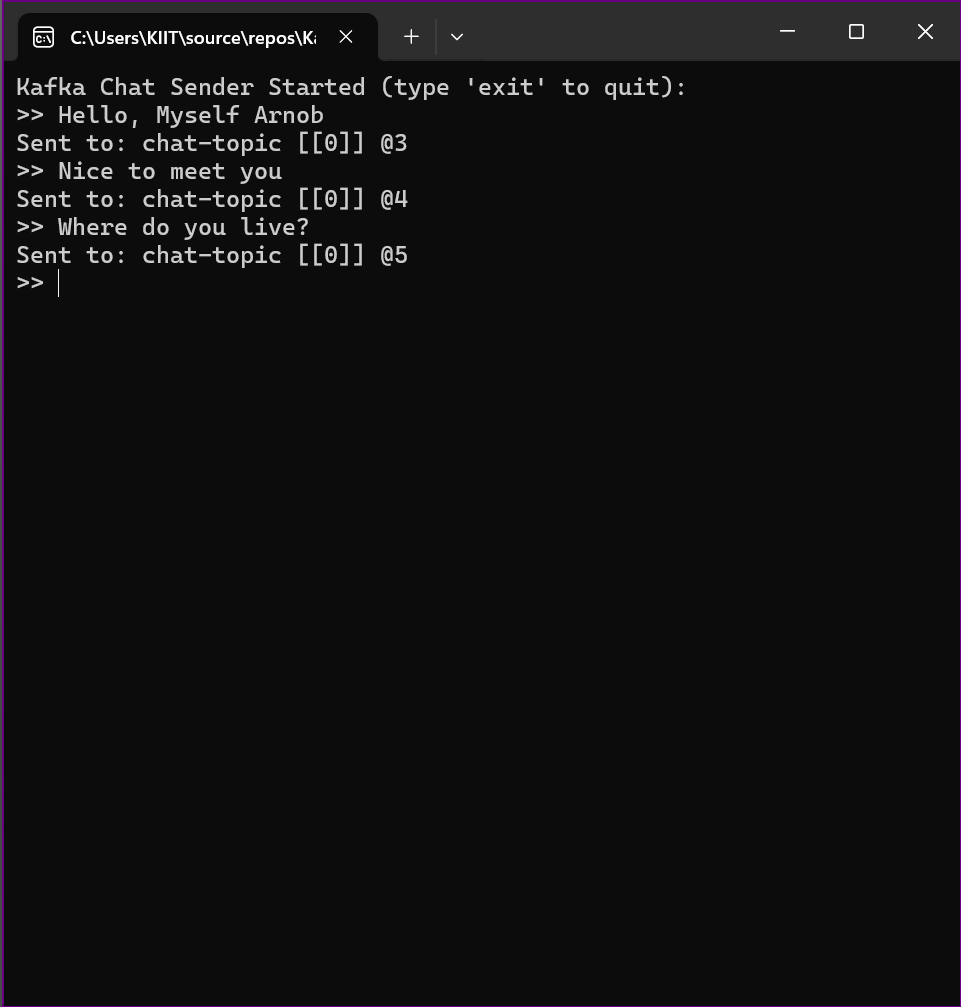 C:\Users\KIIT\source\repos\Ka
Kafka Chat Sender Started (type 'exit' to quit):
>> Hello, Myself Arnob
Sent to: chat-topic [[0]] @3
>> Nice to meet you
Sent to: chat-topic [[0]] @4
>> Where do you live?
Sent to: chat-topic [[0]] @5
>>